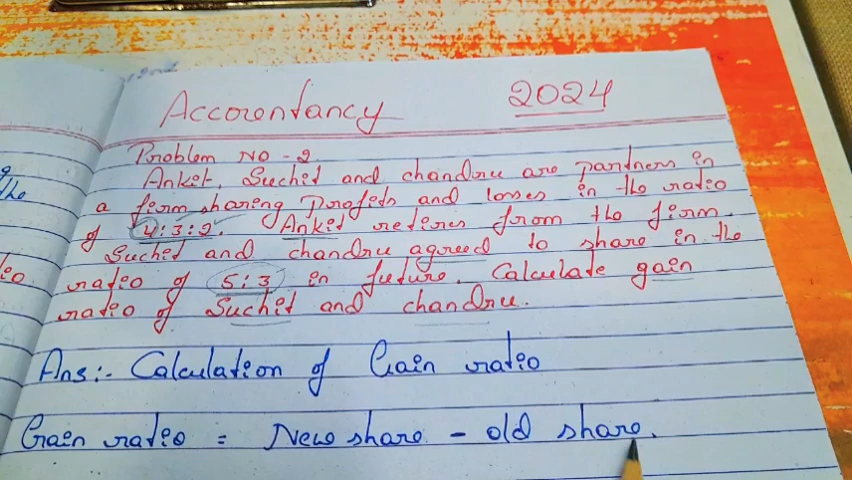 Accorentancy 2024
Problem No - 2
Ankit, Suchit and chandru are partners in
a firm sharing Profits and losses in the ratio
of 4:3:2. Ankit retires from the firm.
Suchit and chandru agreed to share in the
ratio of 5:3 in future. Calculate gain
ratio of Suchit and chandru.
Ans:- Calculation of Gain ratio
Gain ratio = New share - old share.